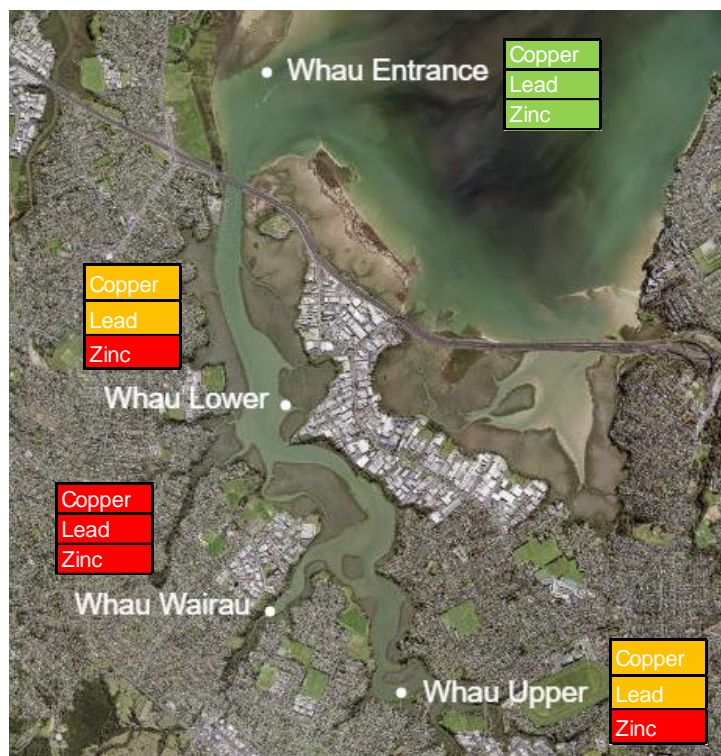 Whau Entrance
Copper
Lead
Zinc
Copper
Lead
Zinc
Whau Lower
Copper
Lead
Zinc
Whau Wairau
Copper
Lead
Zinc
Whau Upper